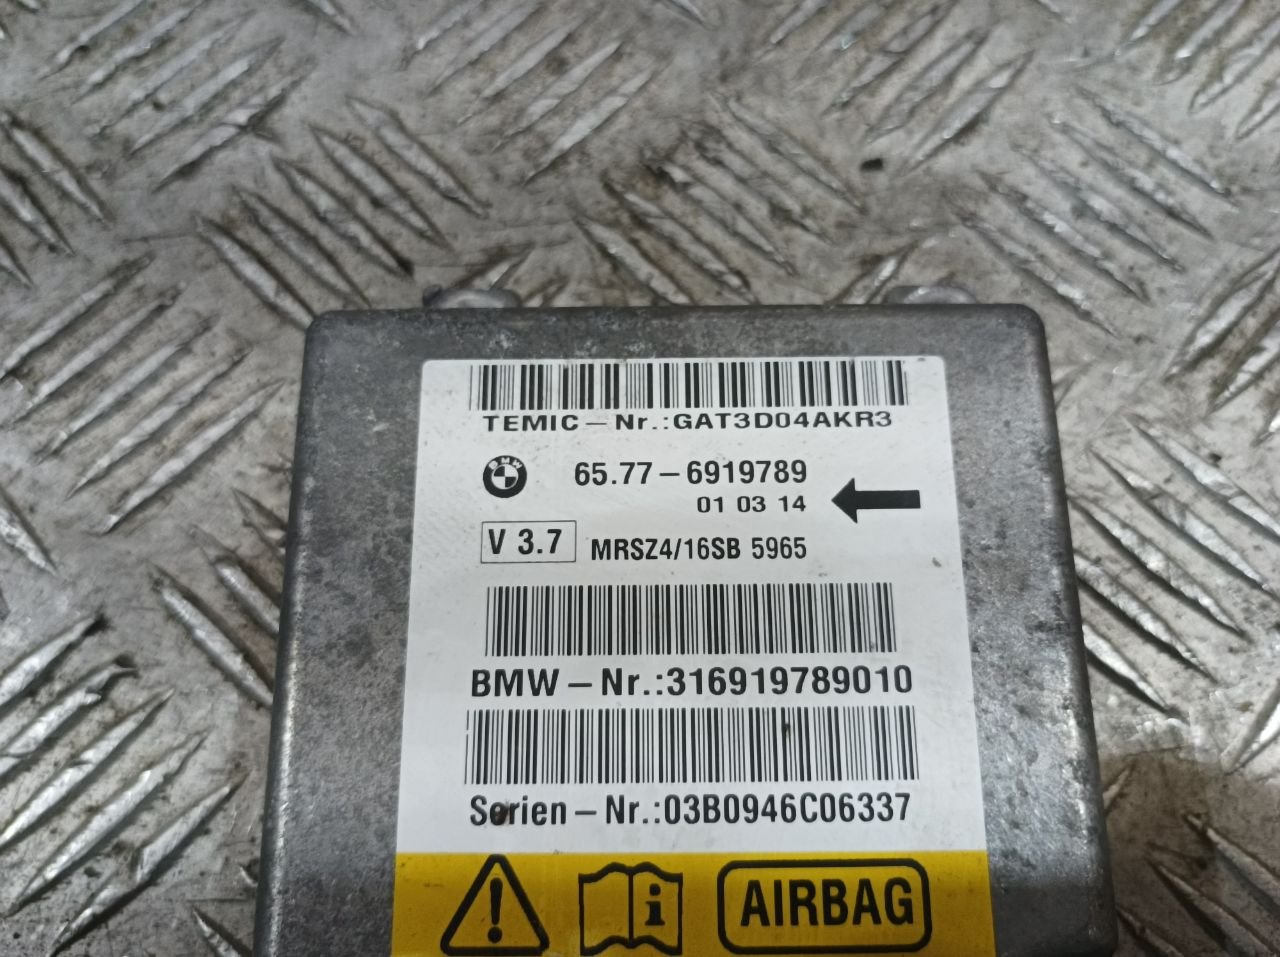 TEMIC – Nr.:GAT3D04AKR3
BMW
65.77 – 6919789
01 03 14
V 3.7
MRSZ4/16SB 5965
BMW – Nr.:316919789010
Serien – Nr.:03B0946C06337
AIRBAG